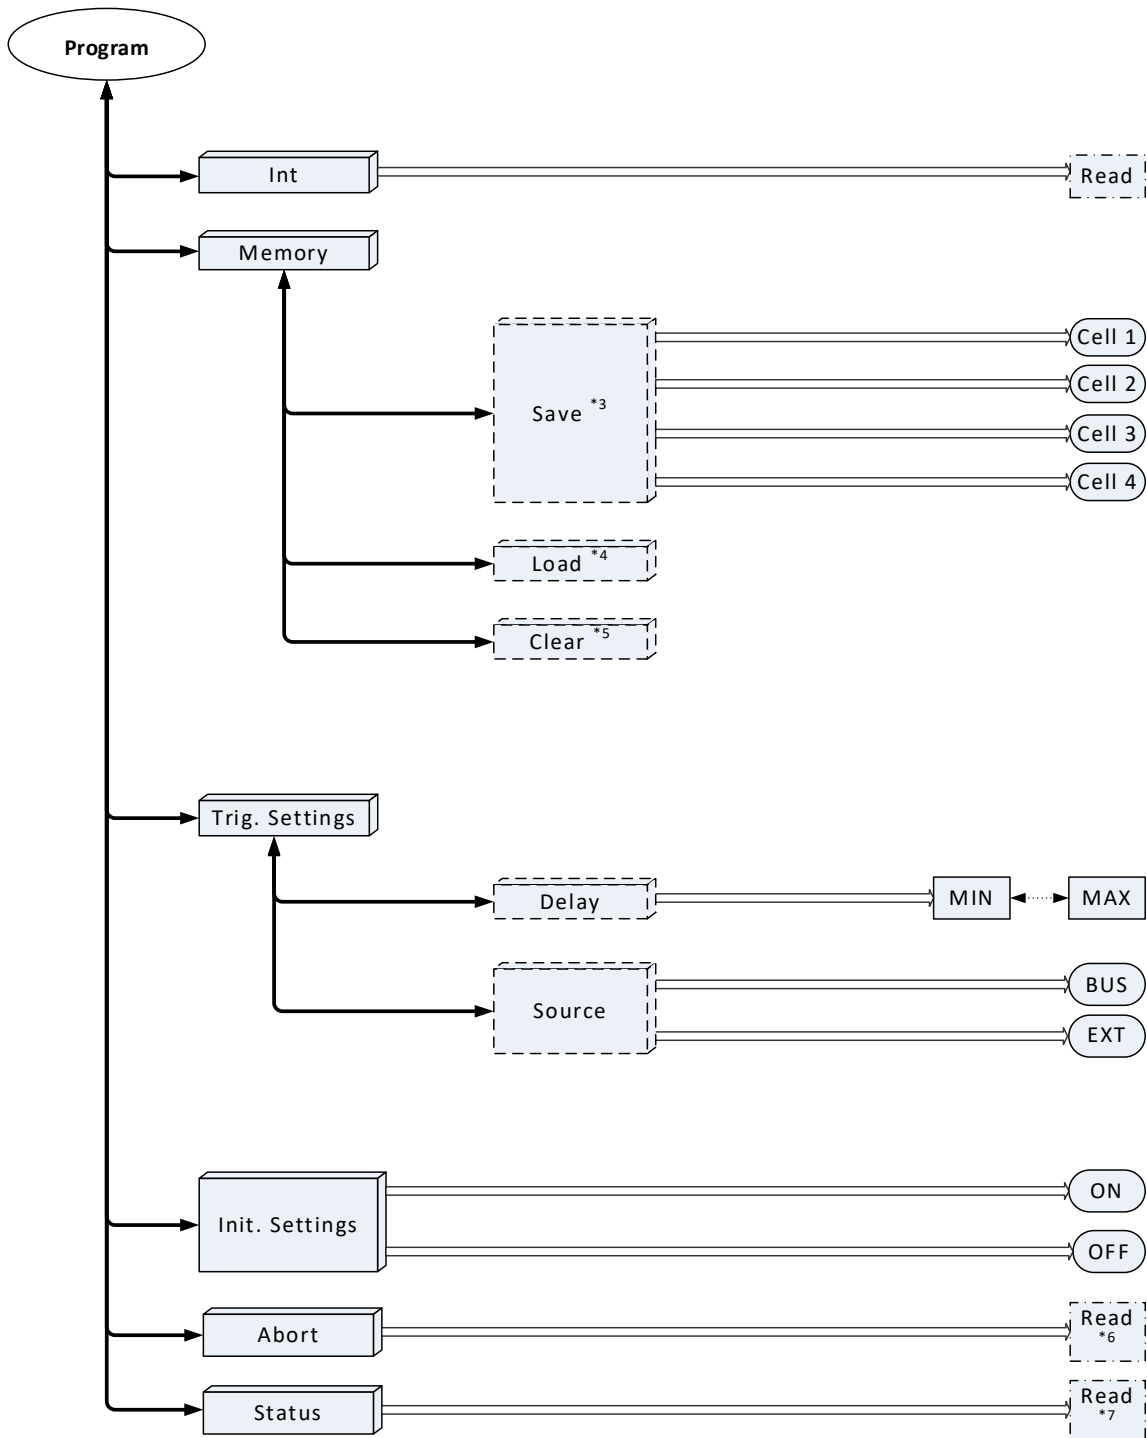 Program
Int
Read
Memory
Save *3
Cell 1
Cell 2
Cell 3
Cell 4
Load *4
Clear *5
Trig. Settings
Delay
MIN
MAX
Source
BUS
EXT
Init. Settings
ON
OFF
Abort
Read
*6
Status
Read
*7